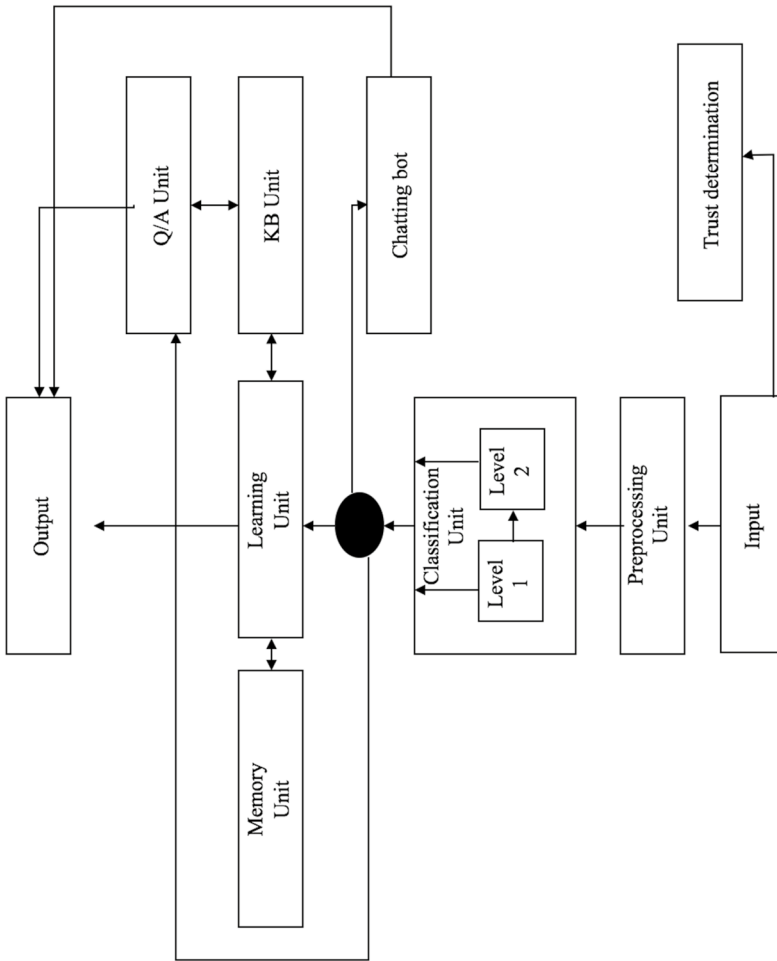 Output
Q/A Unit
KB Unit
Learning
Unit
Memory
Unit
Chatting bot
Classification
Unit
Level
1
Level
2
Preprocessing
Unit
Input
Trust determination